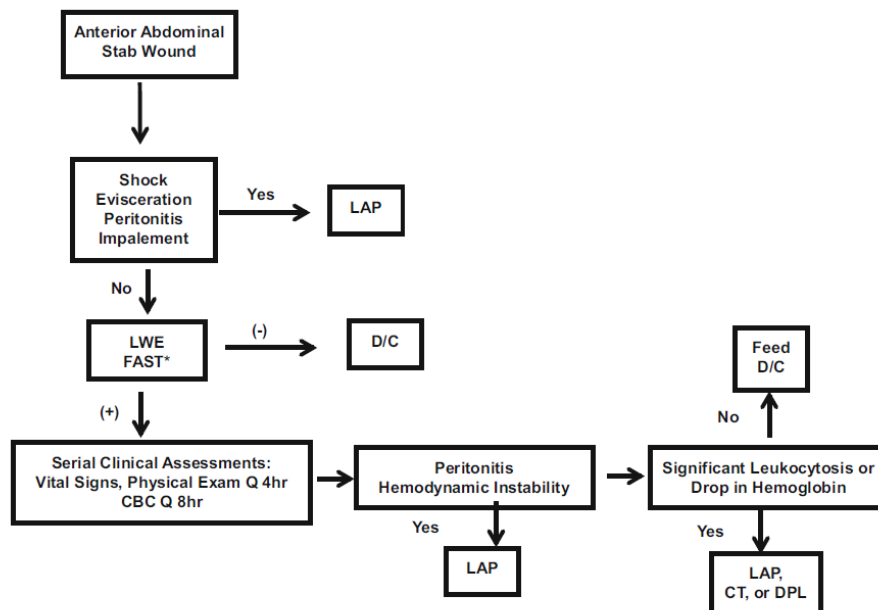 Anterior Abdominal
Stab Wound
Shock
Evisceration
Peritonitis
Impalement
Yes
LAP
No
LWE
FAST*
(-)
D/C
Feed
D/C
(+)
No
Serial Clinical Assessments:
Vital Signs, Physical Exam Q 4hr
CBC Q 8hr
Peritonitis
Hemodynamic Instability
Significant Leukocytosis or
Drop in Hemoglobin
Yes
Yes
LAP
LAP,
CT, or DPL